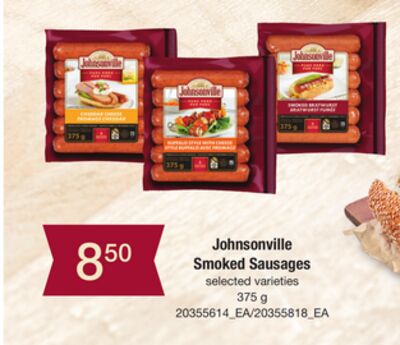 Johnsonville
CHEDDAR CHEESE
FROMAGE CHEDDAR
375 g
Johnsonville
BUFFALO STYLE WITH CHEESE
STYLE BUFFALO AVEC FROMAGE
375 g
Johnsonville
SMOKED BRATWURST
BRATWURST FUMÉE
375 g
8 50
Johnsonville
Smoked Sausages
selected varieties
375 g
20355614_EA/20355818_EA